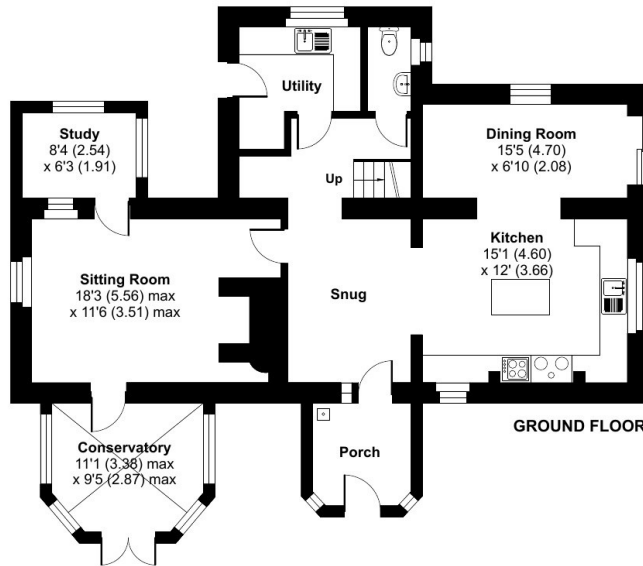 Utility
Study
8'4 (2.54)
x 6'3 (1.91)
Dining Room
15'5 (4.70)
x 6'10 (2.08)
Up
Kitchen
15'1 (4.60)
x 12' (3.66)
Sitting Room
18'3 (5.56) max
x 11'6 (3.51) max
Snug
GROUND FLOOR
Conservatory
11'1 (3.38) max
x 9'5 (2.87) max
Porch